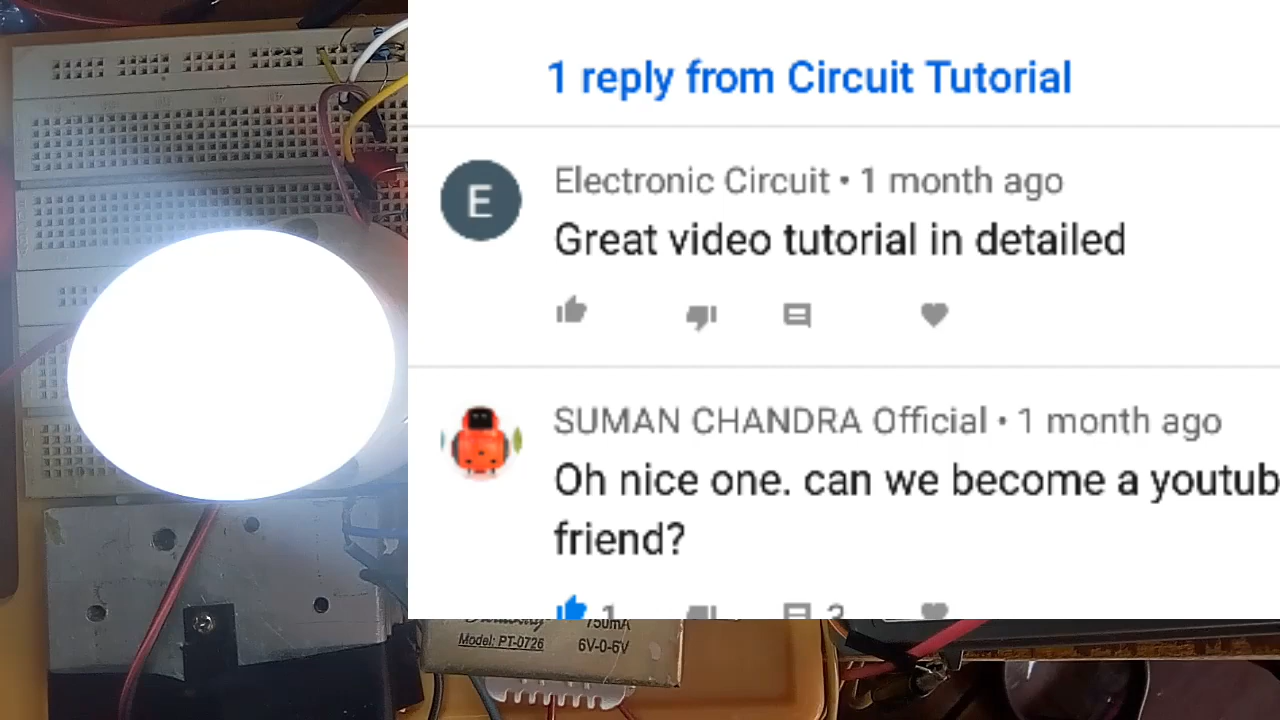 1 reply from Circuit Tutorial
E
Electronic Circuit • 1 month ago
Great video tutorial in detailed
SUMAN CHANDRA Official • 1 month ago
Oh nice one. can we become a youtub
friend?
1
750mA
Model: PT-0726
6V-0-6V